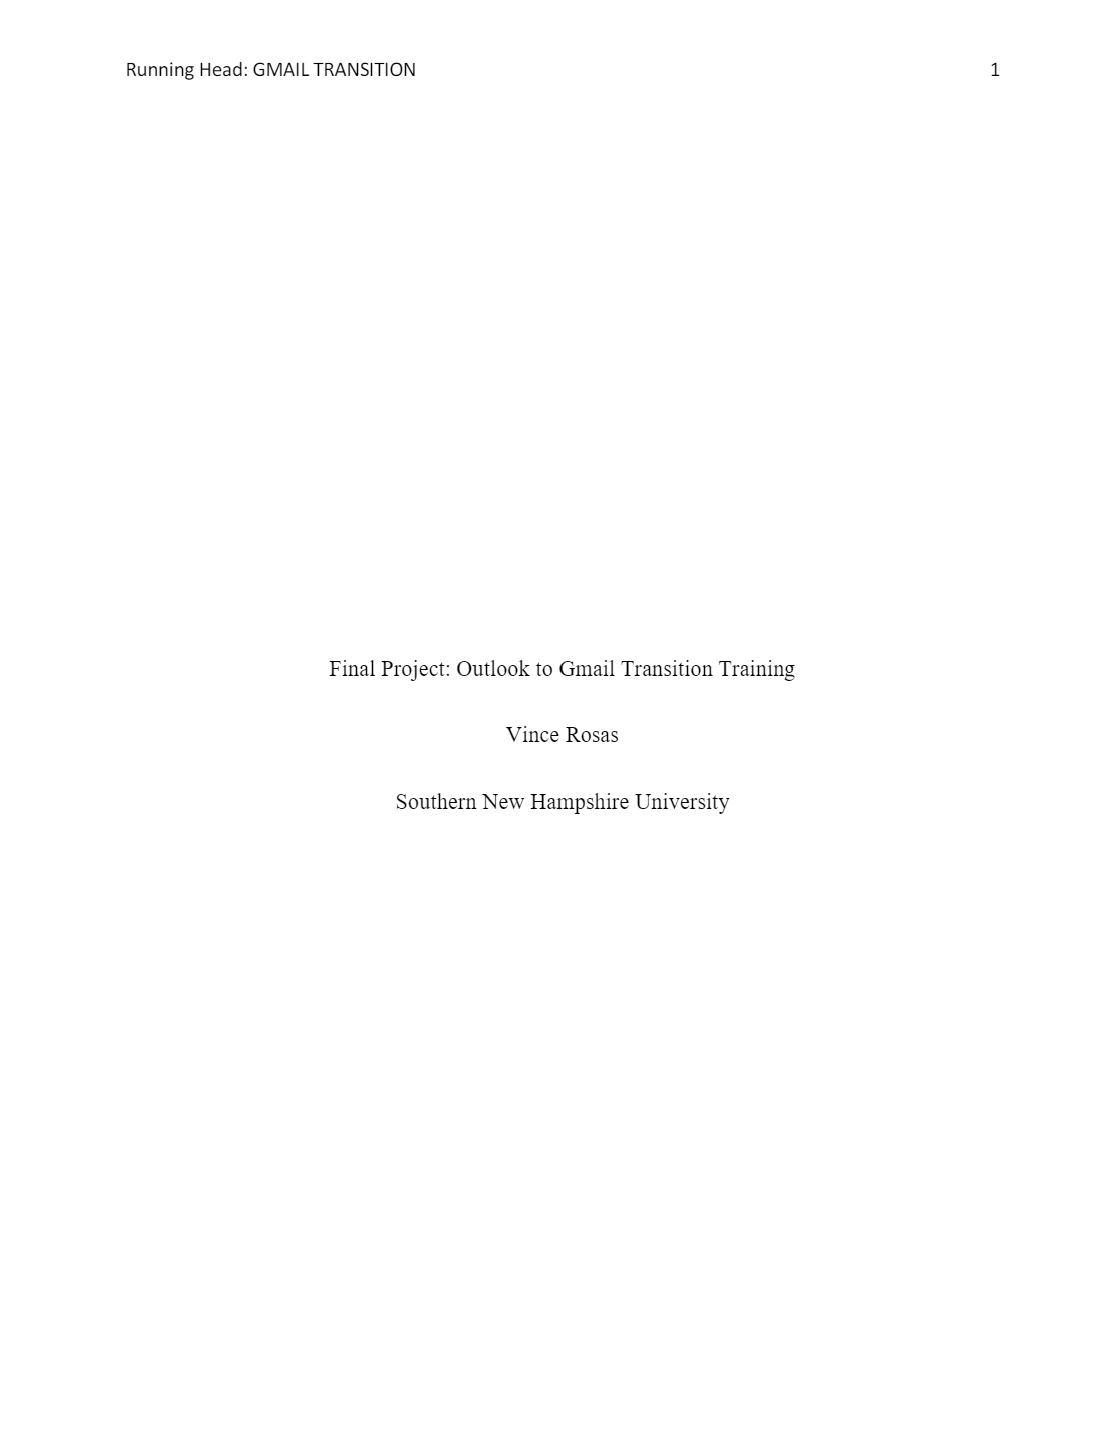 Running Head: GMAIL TRANSITION 1
Final Project: Outlook to Gmail Transition Training
Vince Rosas
Southern New Hampshire University